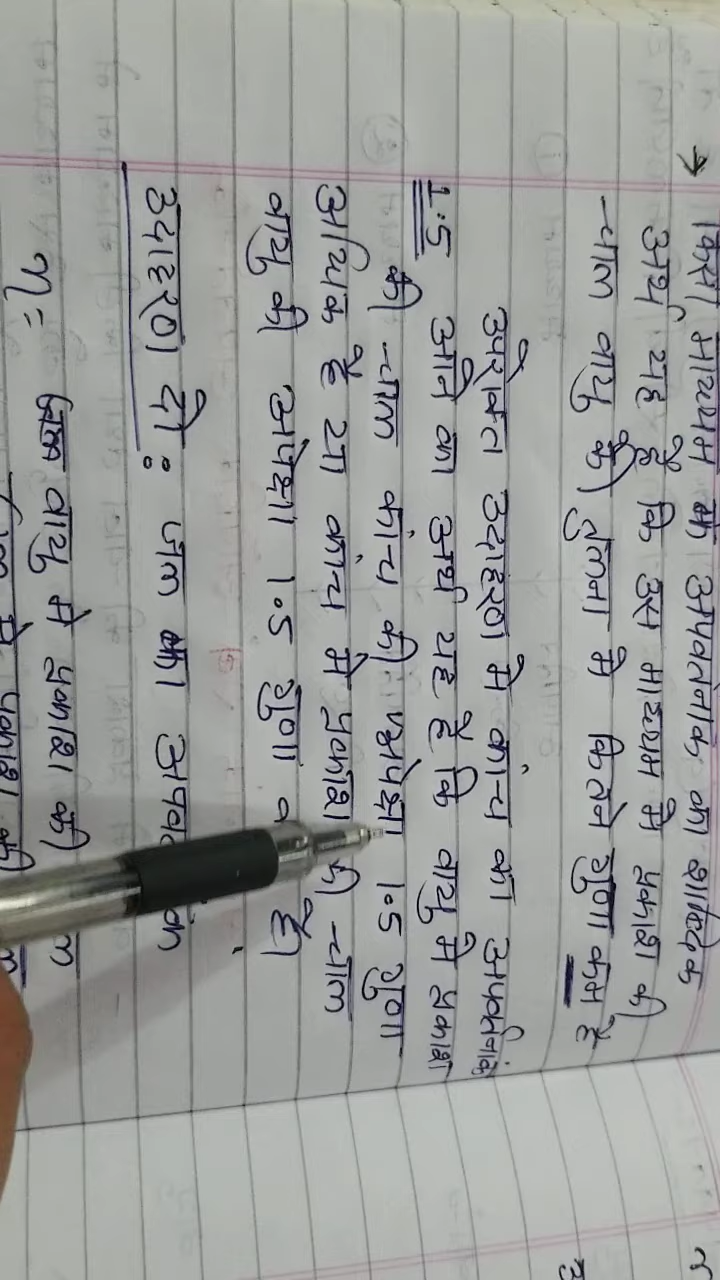 → किसी माध्यम के अपवर्तनांक का शाब्दिक
अर्थ यह है कि उस माध्यम में प्रकाश की
चाल वायु की तुलना में कितने गुणा कम है
उपरोक्त उदाहरण में कांच का अपवर्तनांक
1.5 आने का अर्थ यह है कि वायु में प्रकाश
की चाल कांच की अपेक्षा 1.5 गुणा
अधिक है या कांच में प्रकाश की चाल
वायु की अपेक्षा 1.5 गुणा है।
उदाहरण दो: जल का
η = वायु में प्रकाश की
में प्रकाश की